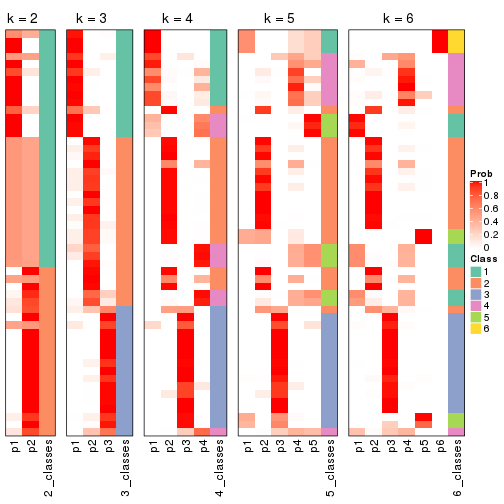 k = 2
k = 3
k = 4
k = 5
k = 6
p1
p2
2_classes
p1
p2
p3
3_classes
p1
p2
p3
p4
4_classes
p1
p2
p3
p4
p5
5_classes
p1
p2
p3
p4
p5
p6
6_classes
Prob
1
0.8
0.6
0.4
0.2
0
Class
1
2
3
4
5
6